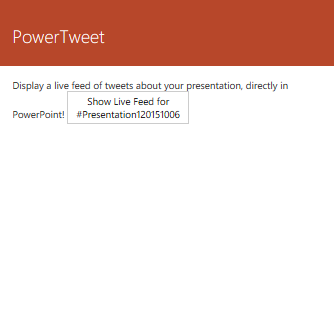 PowerTweet
Display a live feed of tweets about your presentation, directly in
PowerPoint!
Show Live Feed for
#Presentation120151006